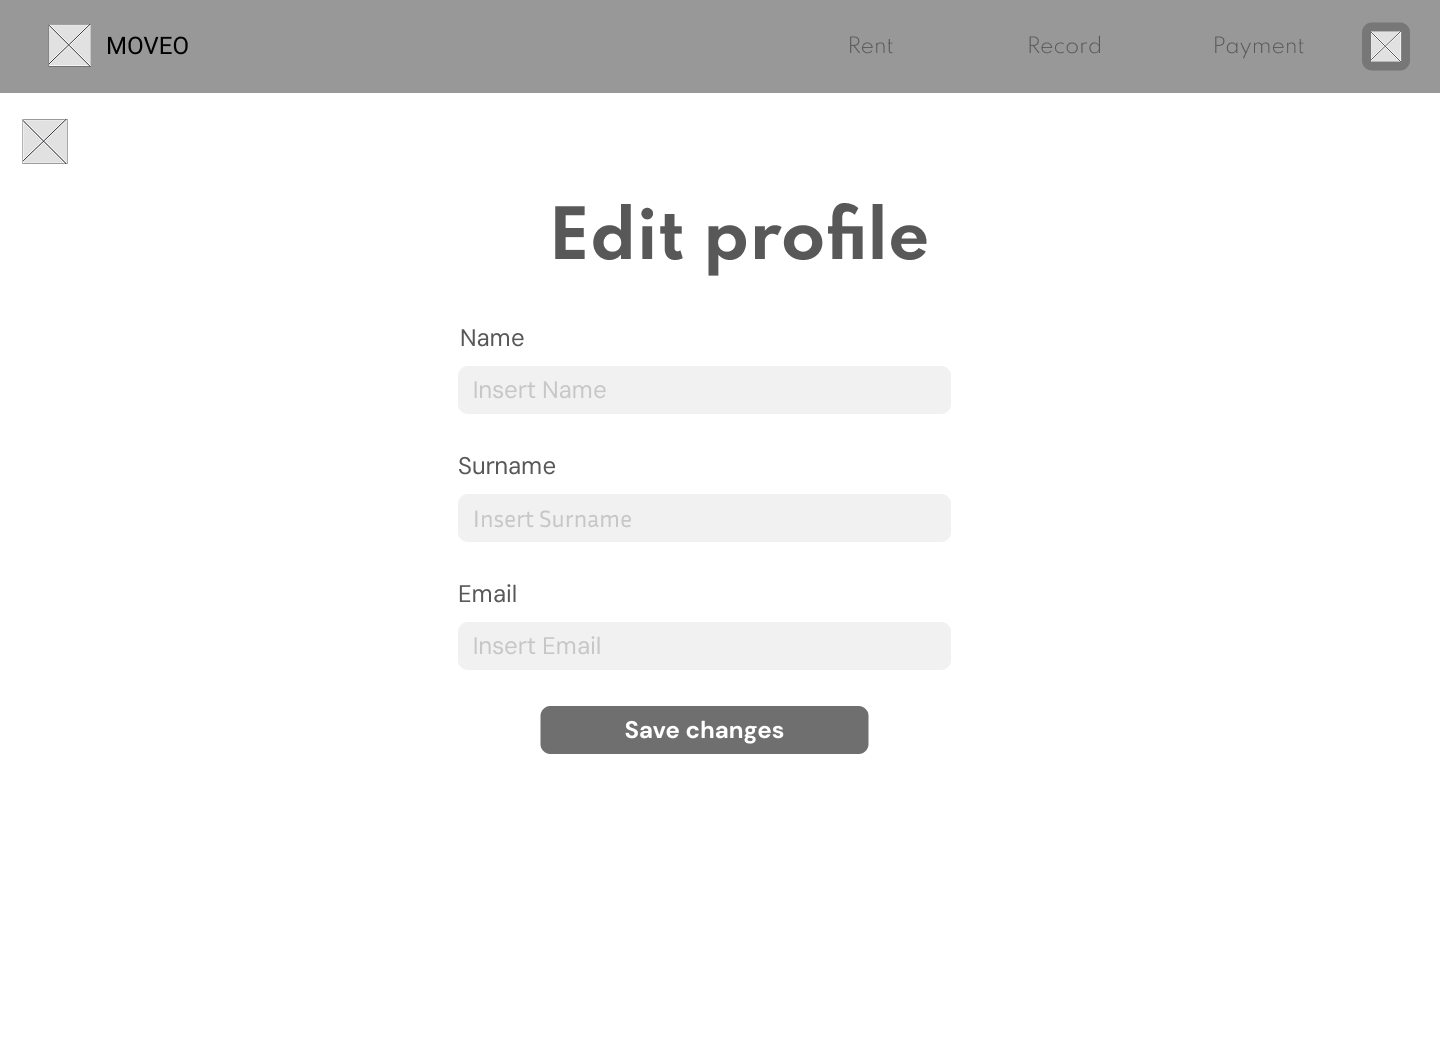 MOVEO
Rent
Record
Payment
Edit profile
Name
Insert Name
Surname
Insert Surname
Email
Insert Email
Save changes